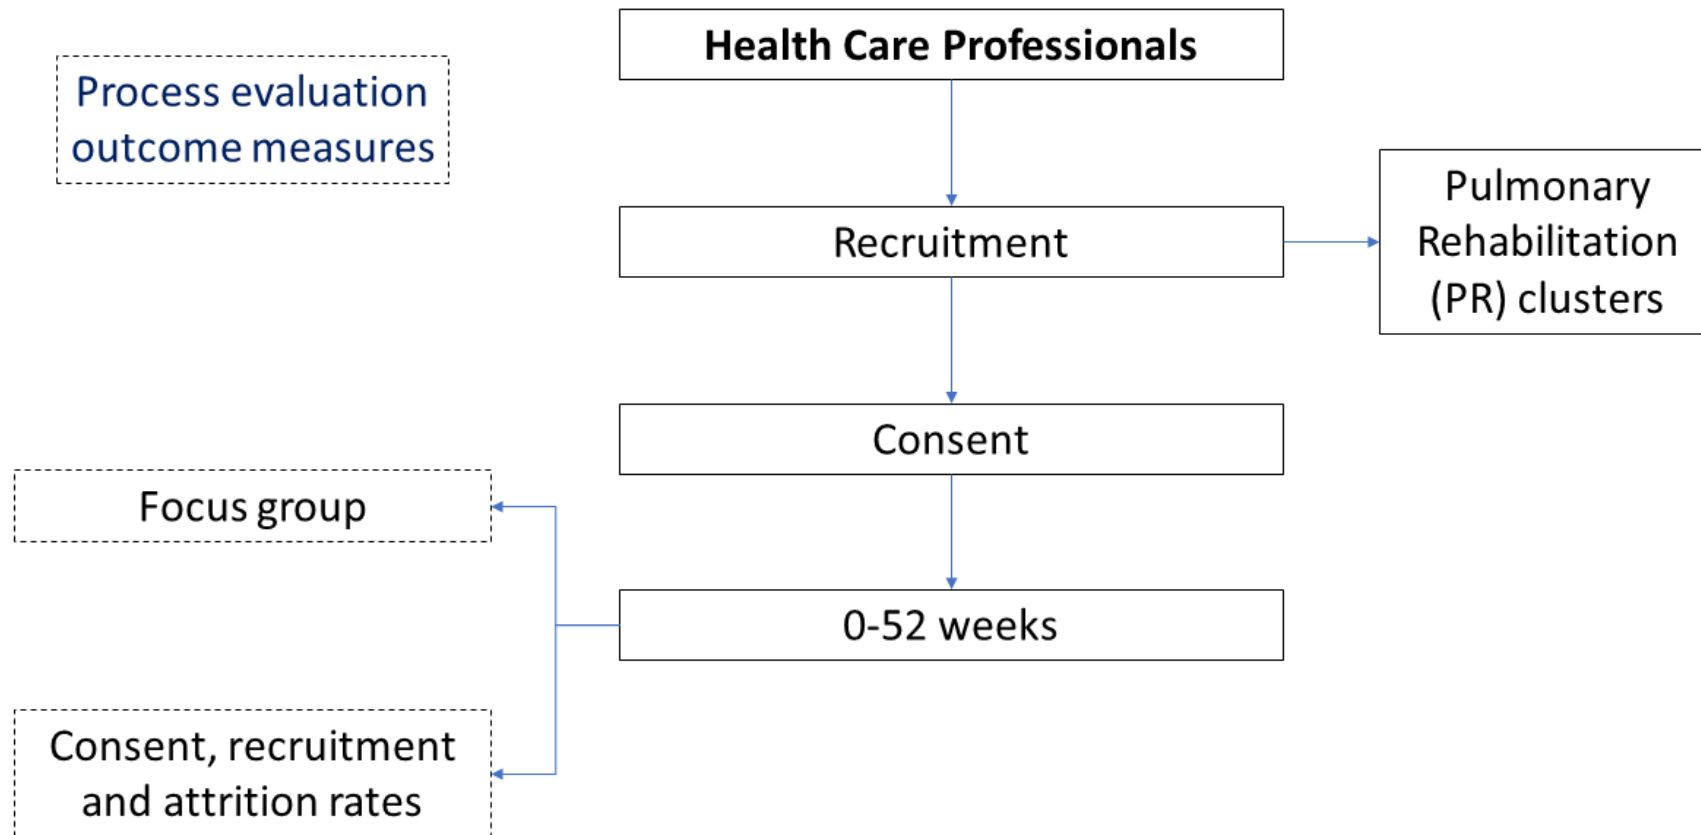 Health Care Professionals
Process evaluation
outcome measures
Recruitment
Pulmonary
Rehabilitation
(PR) clusters
Consent
Focus group
0-52 weeks
Consent, recruitment
and attrition rates